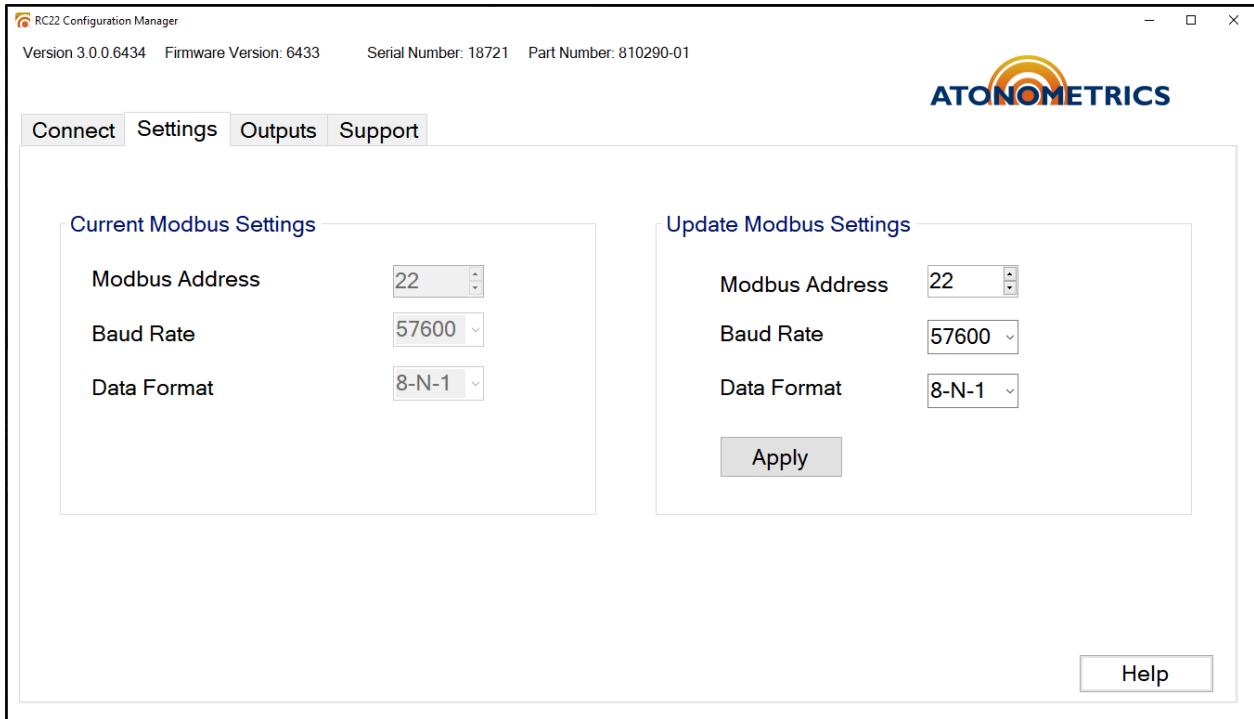 RC22 Configuration Manager
Version 3.0.0.6434 Firmware Version: 6433 Serial Number: 18721 Part Number: 810290-01
ATONOMETRICS
Connect Settings Outputs Support
Current Modbus Settings
Modbus Address 22
Baud Rate 57600
Data Format 8-N-1
Update Modbus Settings
Modbus Address 22
Baud Rate 57600
Data Format 8-N-1
Apply
Help